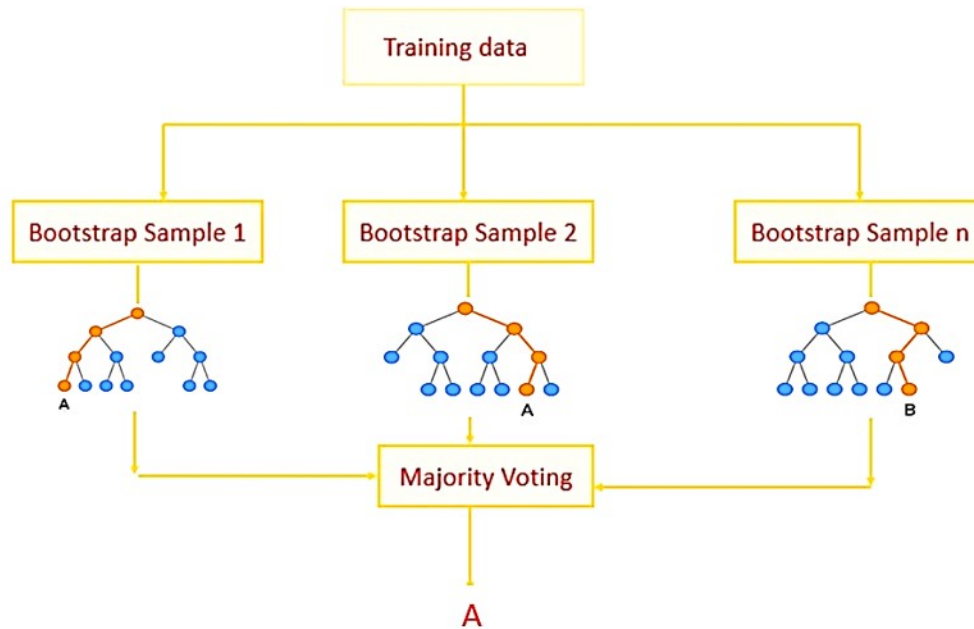 Training data
Bootstrap Sample 1
Bootstrap Sample 2
Bootstrap Sample n
A
A
B
Majority Voting
A